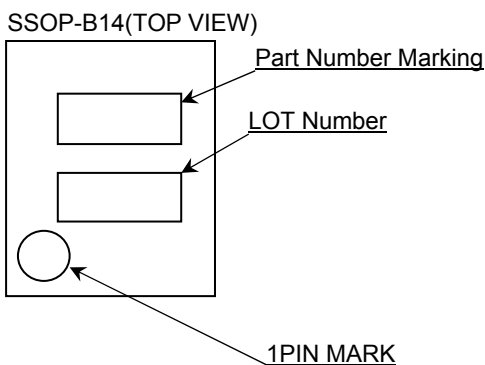 SSOP-B14(TOP VIEW)
Part Number Marking
LOT Number
1PIN MARK